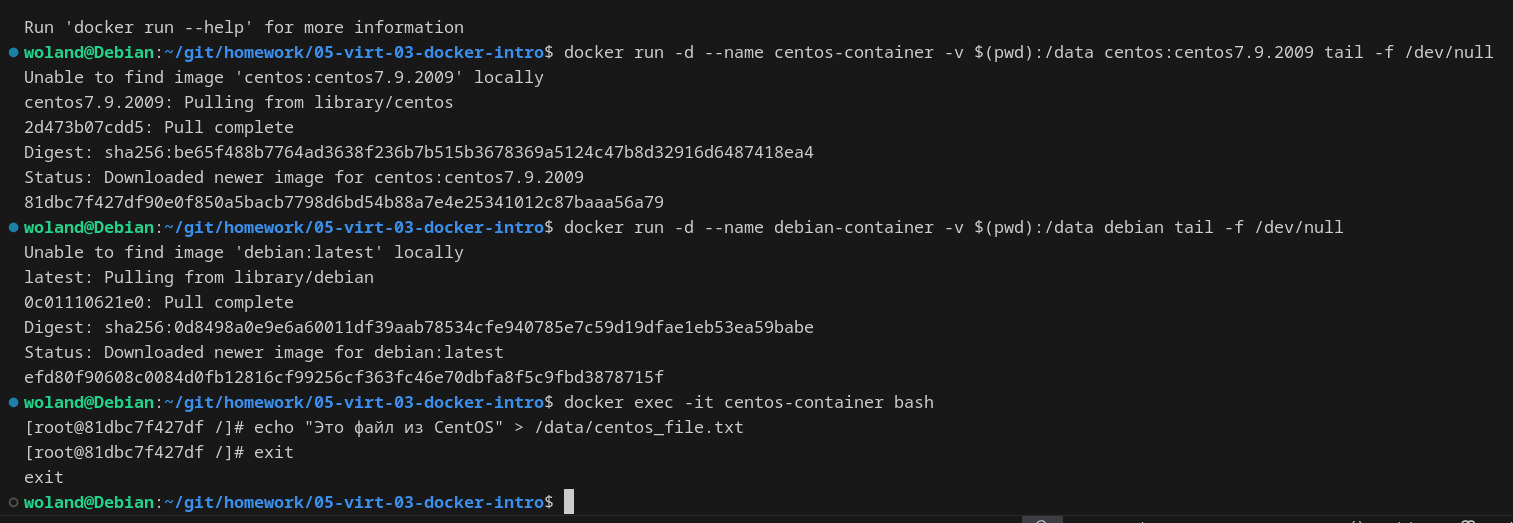 Run 'docker run --help' for more information
woland@Debian:~/git/homework/05-virt-03-docker-intro$ docker run -d --name centos-container -v $(pwd):/data centos:centos7.9.2009 tail -f /dev/null
Unable to find image 'centos:centos7.9.2009' locally
centos7.9.2009: Pulling from library/centos
2d473b07cdd5: Pull complete
Digest: sha256:be65f488b7764ad3638f236b7b515b3678369a5124c47b8d32916d6487418ea4
Status: Downloaded newer image for centos:centos7.9.2009
81dbc7f427df90e0f850a5bacb7798d6bd54b88a7e4e25341012c87baaa56a79
woland@Debian:~/git/homework/05-virt-03-docker-intro$ docker run -d --name debian-container -v $(pwd):/data debian tail -f /dev/null
Unable to find image 'debian:latest' locally
latest: Pulling from library/debian
0c01110621e0: Pull complete
Digest: sha256:0d8498a0e9e6a60011df39aab78534cfe940785e7c59d19dfae1eb53ea59babe
Status: Downloaded newer image for debian:latest
efd80f90608c0084d0fb12816cf99256cf363fc46e70dbfa8f5c9fbd3878715f
woland@Debian:~/git/homework/05-virt-03-docker-intro$ docker exec -it centos-container bash
[root@81dbc7f427df /]# echo "Это файл из CentOS" > /data/centos_file.txt
[root@81dbc7f427df /]# exit
exit
woland@Debian:~/git/homework/05-virt-03-docker-intro$